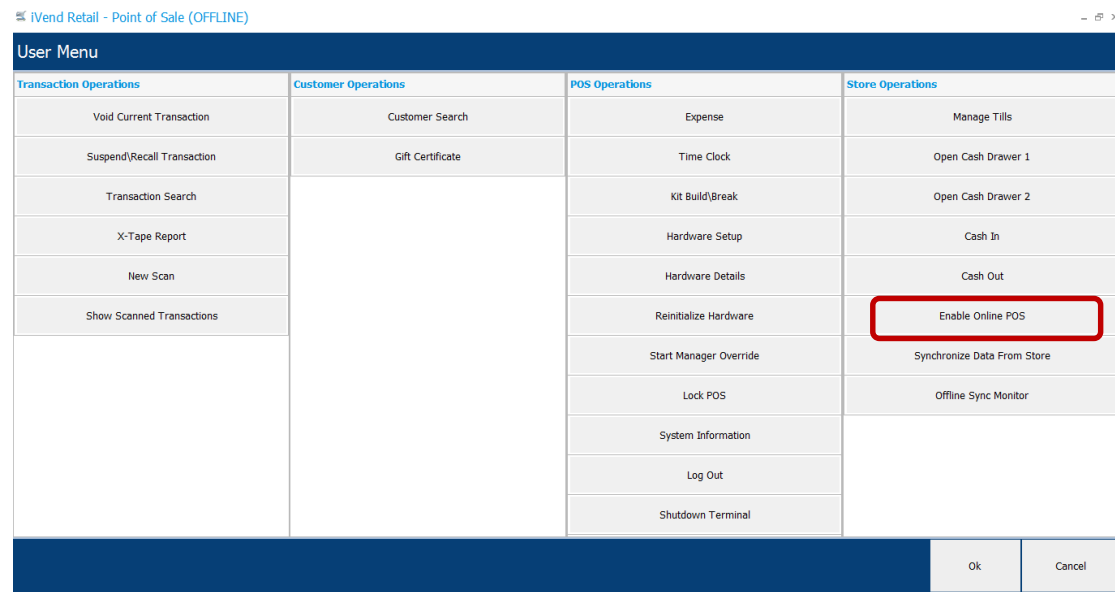 iVend Retail - Point of Sale (OFFLINE)
User Menu
Transaction Operations
Void Current Transaction
Suspend\Recall Transaction
Transaction Search
X-Tape Report
New Scan
Show Scanned Transactions
Customer Operations
Customer Search
Gift Certificate
POS Operations
Expense
Time Clock
Kit Build\Break
Hardware Setup
Hardware Details
Reinitialize Hardware
Start Manager Override
Lock POS
System Information
Log Out
Shutdown Terminal
Store Operations
Manage Tills
Open Cash Drawer 1
Open Cash Drawer 2
Cash In
Cash Out
Enable Online POS
Synchronize Data From Store
Offline Sync Monitor
Ok
Cancel